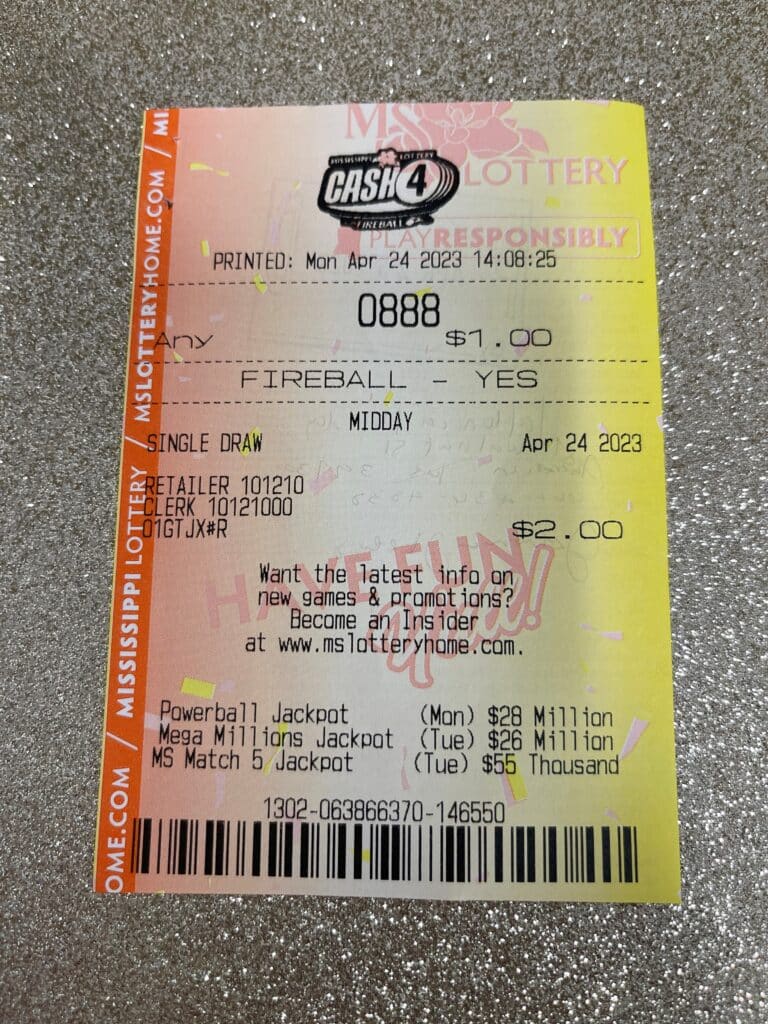 MS LOTTERY
MISSISSIPPI LOTTERY
CASH 4
FIREBALL
PLAY RESPONSIBLY
PRINTED: Mon Apr 24 2023 14:08:25
0888
Any $1.00
FIREBALL - YES
MIDDAY
SINGLE DRAW Apr 24 2023
RETAILER 101210
CLERK 10121000
01GTJX#R $2.00
HAVE FUN
Y'all!
Want the latest info on
new games & promotions?
Become an Insider
at www.mslotteryhome.com.
Powerball Jackpot (Mon) $28 Million
Mega Millions Jackpot (Tue) $26 Million
MS Match 5 Jackpot (Tue) $55 Thousand
1302-063866370-146550
OME.COM / MISSISSIPPI LOTTERY / MSLOTTERYHOME.COM / MI